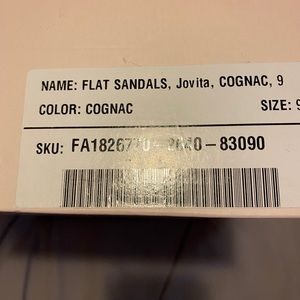 NAME: FLAT SANDALS, Jovita, COGNAC, 9
COLOR: COGNAC SIZE: 9
SKU: